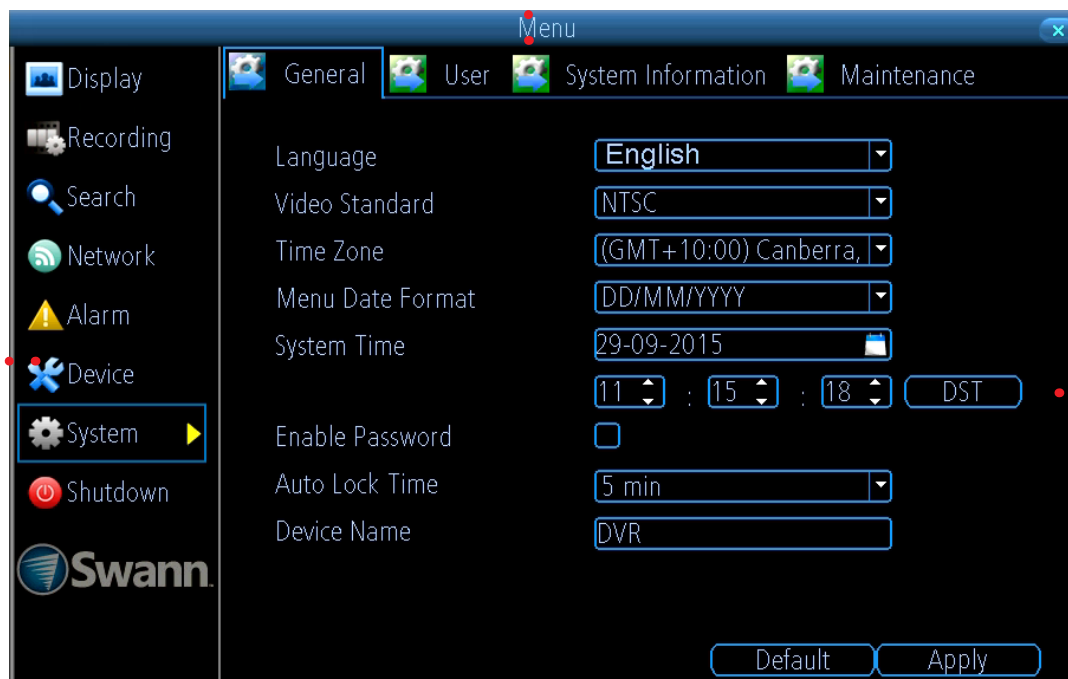 Menu
Display
Recording
Search
Network
Alarm
Device
System
Shutdown
Swann
General User System Information Maintenance
Language English
Video Standard NTSC
Time Zone (GMT+10:00) Canberra,
Menu Date Format DD/MM/YYYY
System Time 29-09-2015
11 : 15 : 18 DST
Enable Password
Auto Lock Time 5 min
Device Name DVR
Default Apply